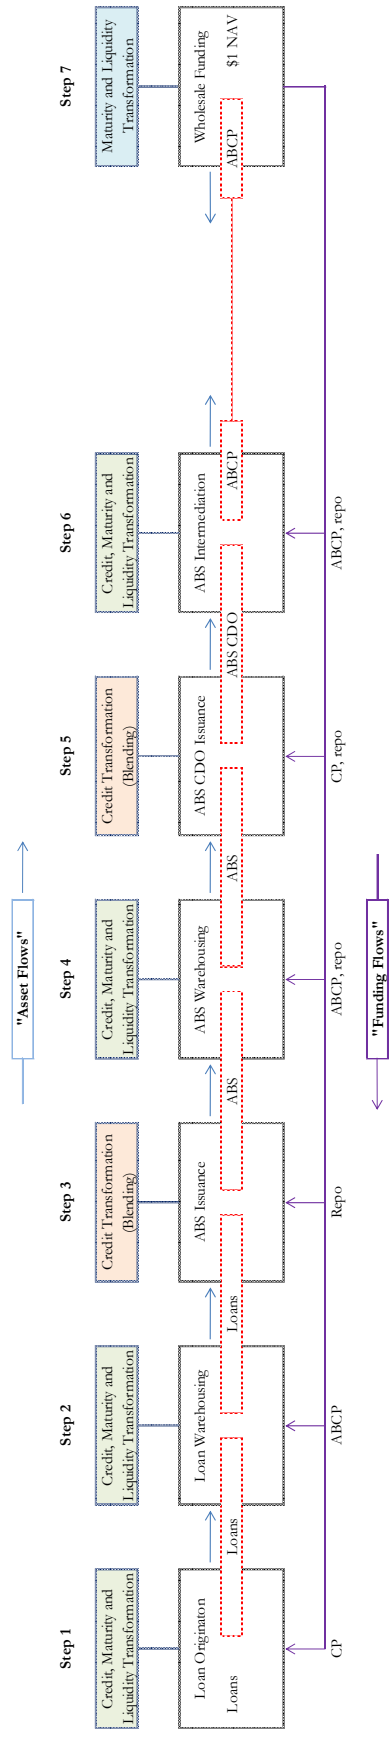 "Asset Flows"
Step 1
Step 2
Step 3
Step 4
Step 5
Step 6
Step 7
Credit, Maturity and
Liquidity Transformation
Credit, Maturity and
Liquidity Transformation
Credit Transformation
(Blending)
Credit, Maturity and
Liquidity Transformation
Credit Transformation
(Blending)
Credit, Maturity and
Liquidity Transformation
Maturity and Liquidity
Transformation
Loan Originaton
Loan Warehousing
ABS Issuance
ABS Warehousing
ABS CDO Issuance
ABS Intermediation
Wholesale Funding
Loans
Loans
Loans
ABS
ABS
ABS CDO
ABCP
ABCP
$1 NAV
CP
ABCP
Repo
ABCP, repo
CP, repo
ABCP, repo
"Funding Flows"